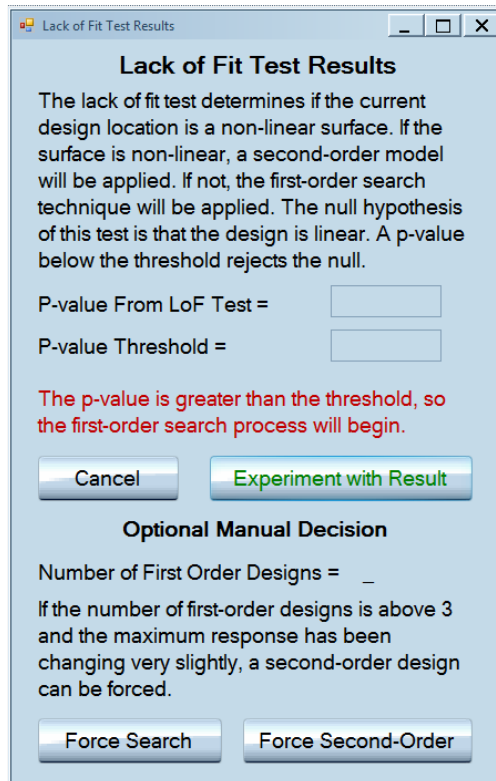 Lack of Fit Test Results
Lack of Fit Test Results
The lack of fit test determines if the current
design location is a non-linear surface. If the
surface is non-linear, a second-order model
will be applied. If not, the first-order search
technique will be applied. The null hypothesis
of this test is that the design is linear. A p-value
below the threshold rejects the null.
P-value From LoF Test =
P-value Threshold =
The p-value is greater than the threshold, so
the first-order search process will begin.
Cancel Experiment with Result
Optional Manual Decision
Number of First Order Designs = _
If the number of first-order designs is above 3
and the maximum response has been
changing very slightly, a second-order design
can be forced.
Force Search Force Second-Order